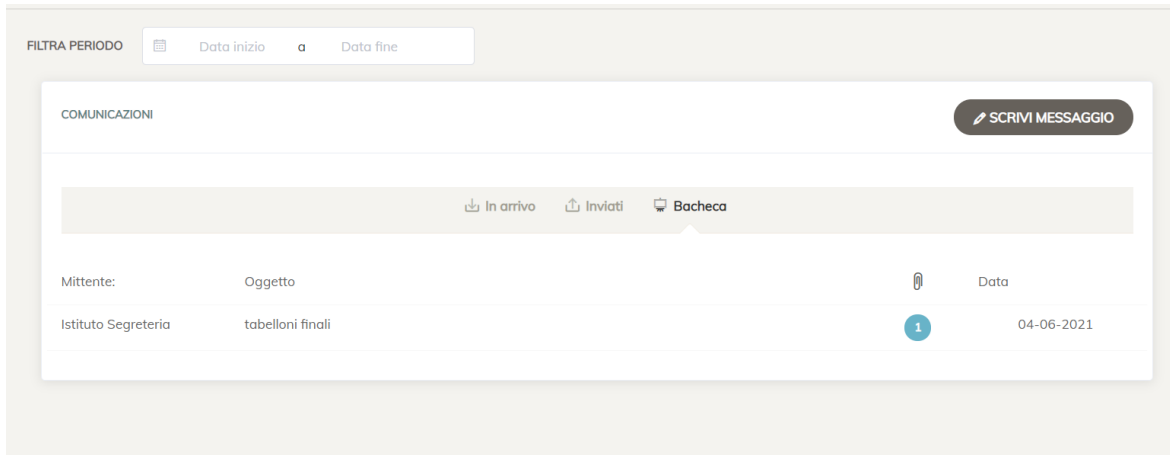 FILTRA PERIODO Data inizio a Data fine
COMUNICAZIONI
SCRIVI MESSAGGIO
In arrivo Inviati Bacheca
Mittente: Oggetto Data
Istituto Segreteria tabelloni finali 1 04-06-2021